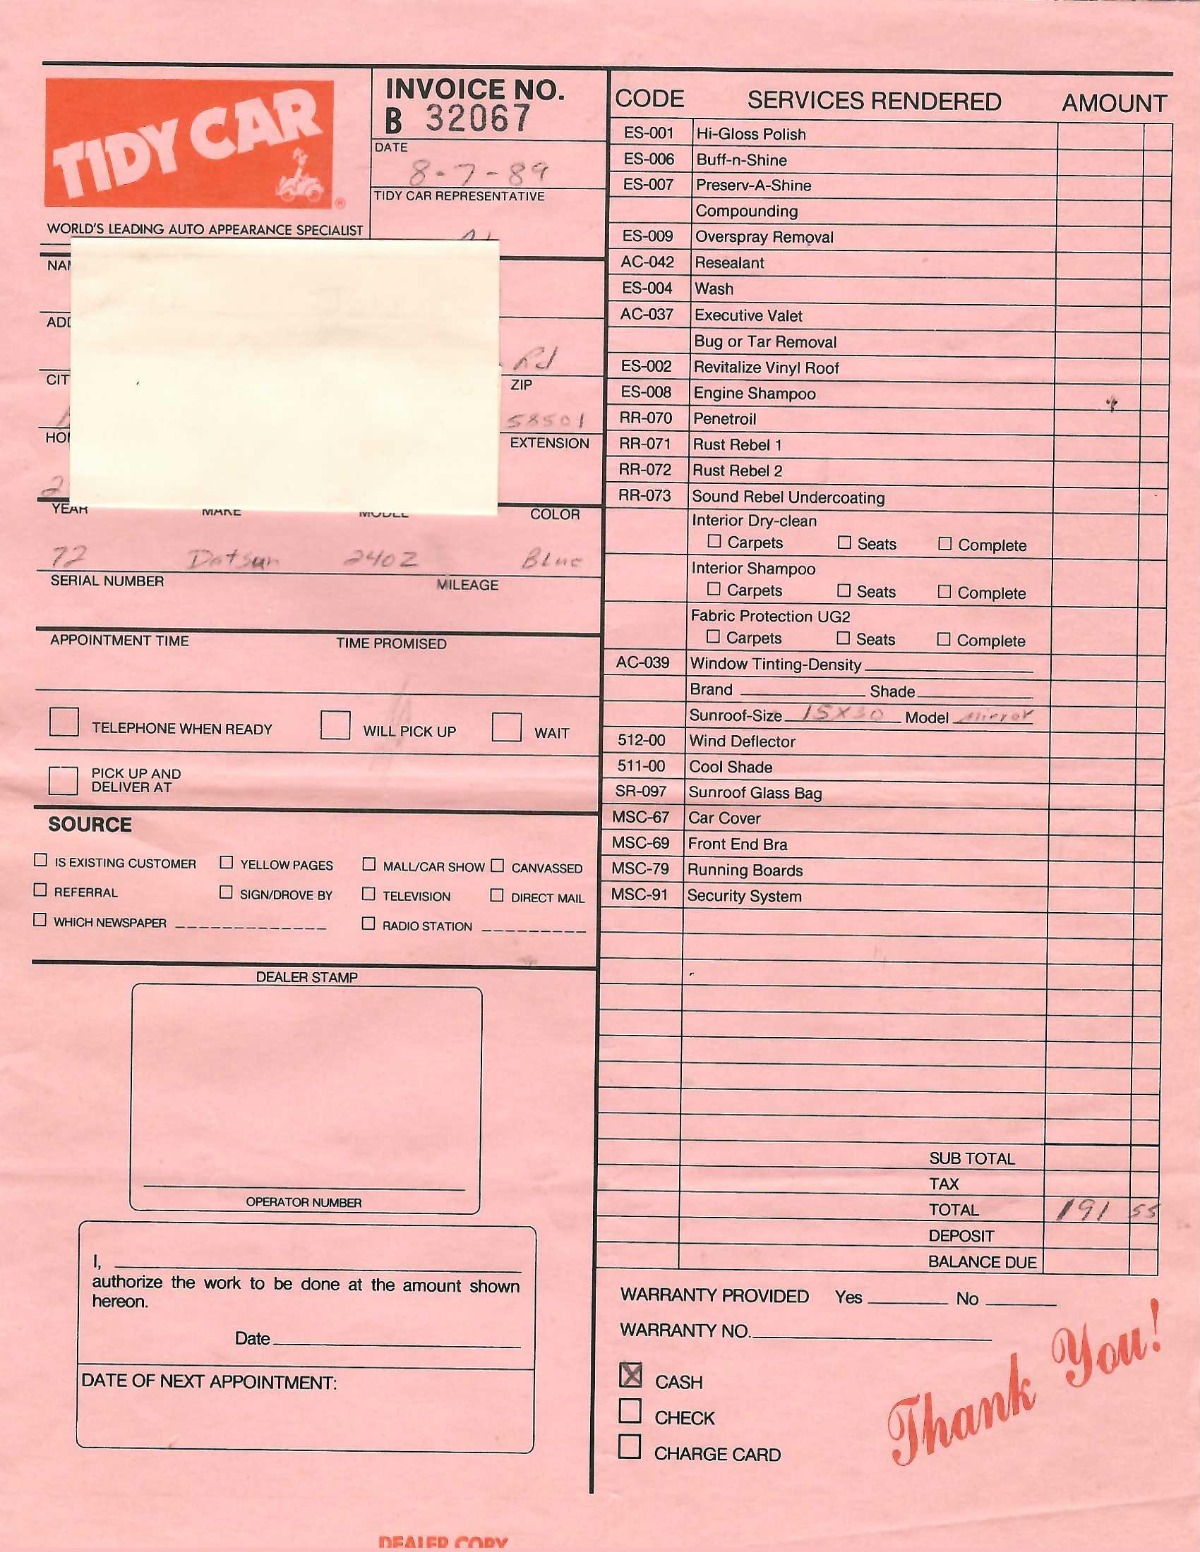 TIDY CAR
®
WORLD'S LEADING AUTO APPEARANCE SPECIALIST
INVOICE NO.
B 32067
DATE
8-7-89
TIDY CAR REPRESENTATIVE
Rd
ZIP
58501
EXTENSION
YEAR MAKE MODEL COLOR
72 Datsun 240Z Blue
SERIAL NUMBER MILEAGE
APPOINTMENT TIME TIME PROMISED
TELEPHONE WHEN READY WILL PICK UP WAIT
PICK UP AND
DELIVER AT
SOURCE
IS EXISTING CUSTOMER YELLOW PAGES MALL/CAR SHOW CANVASSED
REFERRAL SIGN/DROVE BY TELEVISION DIRECT MAIL
WHICH NEWSPAPER RADIO STATION
DEALER STAMP
OPERATOR NUMBER
I,
authorize the work to be done at the amount shown
hereon.
Date
DATE OF NEXT APPOINTMENT:
CODE SERVICES RENDERED AMOUNT
ES-001 Hi-Gloss Polish
ES-006 Buff-n-Shine
ES-007 Preserv-A-Shine
Compounding
ES-009 Overspray Removal
AC-042 Resealant
ES-004 Wash
AC-037 Executive Valet
Bug or Tar Removal
ES-002 Revitalize Vinyl Roof
ES-008 Engine Shampoo
RR-070 Penetroil
RR-071 Rust Rebel 1
RR-072 Rust Rebel 2
RR-073 Sound Rebel Undercoating
Interior Dry-clean
Carpets Seats Complete
Interior Shampoo
Carpets Seats Complete
Fabric Protection UG2
Carpets Seats Complete
AC-039 Window Tinting-Density
Brand Shade
Sunroof-Size 15X30 Model Mirror
512-00 Wind Deflector
511-00 Cool Shade
SR-097 Sunroof Glass Bag
MSC-67 Car Cover
MSC-69 Front End Bra
MSC-79 Running Boards
MSC-91 Security System
SUB TOTAL
TAX
TOTAL 191 55
DEPOSIT
BALANCE DUE
WARRANTY PROVIDED Yes No
WARRANTY NO.
X CASH
CHECK
CHARGE CARD
Thank You!
DEALER COPY